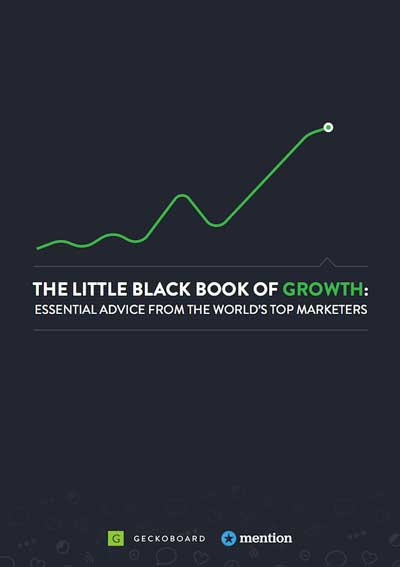 THE LITTLE BLACK BOOK OF GROWTH:
ESSENTIAL ADVICE FROM THE WORLD'S TOP MARKETERS
G GECKOBOARD mention